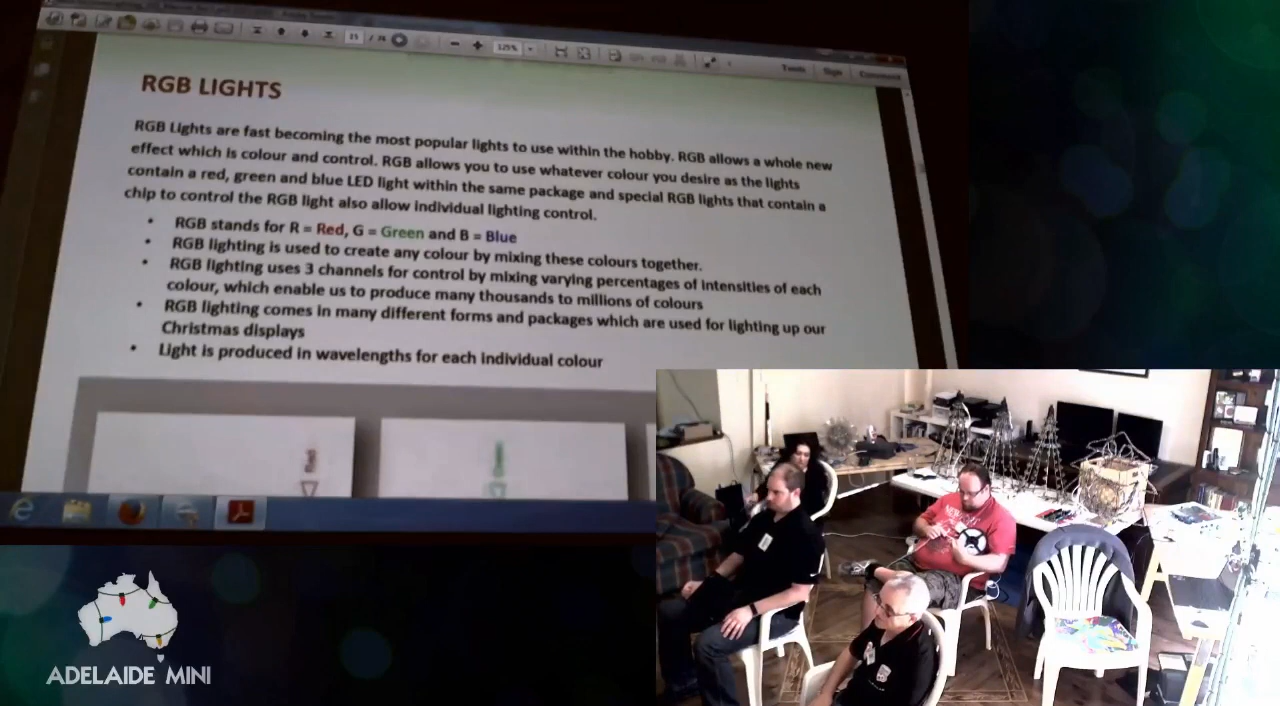 125%
Tools
Sign
Comment
RGB LIGHTS
RGB Lights are fast becoming the most popular lights to use within the hobby. RGB allows a whole new
effect which is colour and control. RGB allows you to use whatever colour you desire as the lights
contain a red, green and blue LED light within the same package and special RGB lights that contain a
chip to control the RGB light also allow individual lighting control.
• RGB stands for R = Red, G = Green and B = Blue
• RGB lighting is used to create any colour by mixing these colours together.
• RGB lighting uses 3 channels for control by mixing varying percentages of intensities of each
colour, which enable us to produce many thousands to millions of colours
• RGB lighting comes in many different forms and packages which are used for lighting up our
Christmas displays
• Light is produced in wavelengths for each individual colour
ADELAIDE MINI